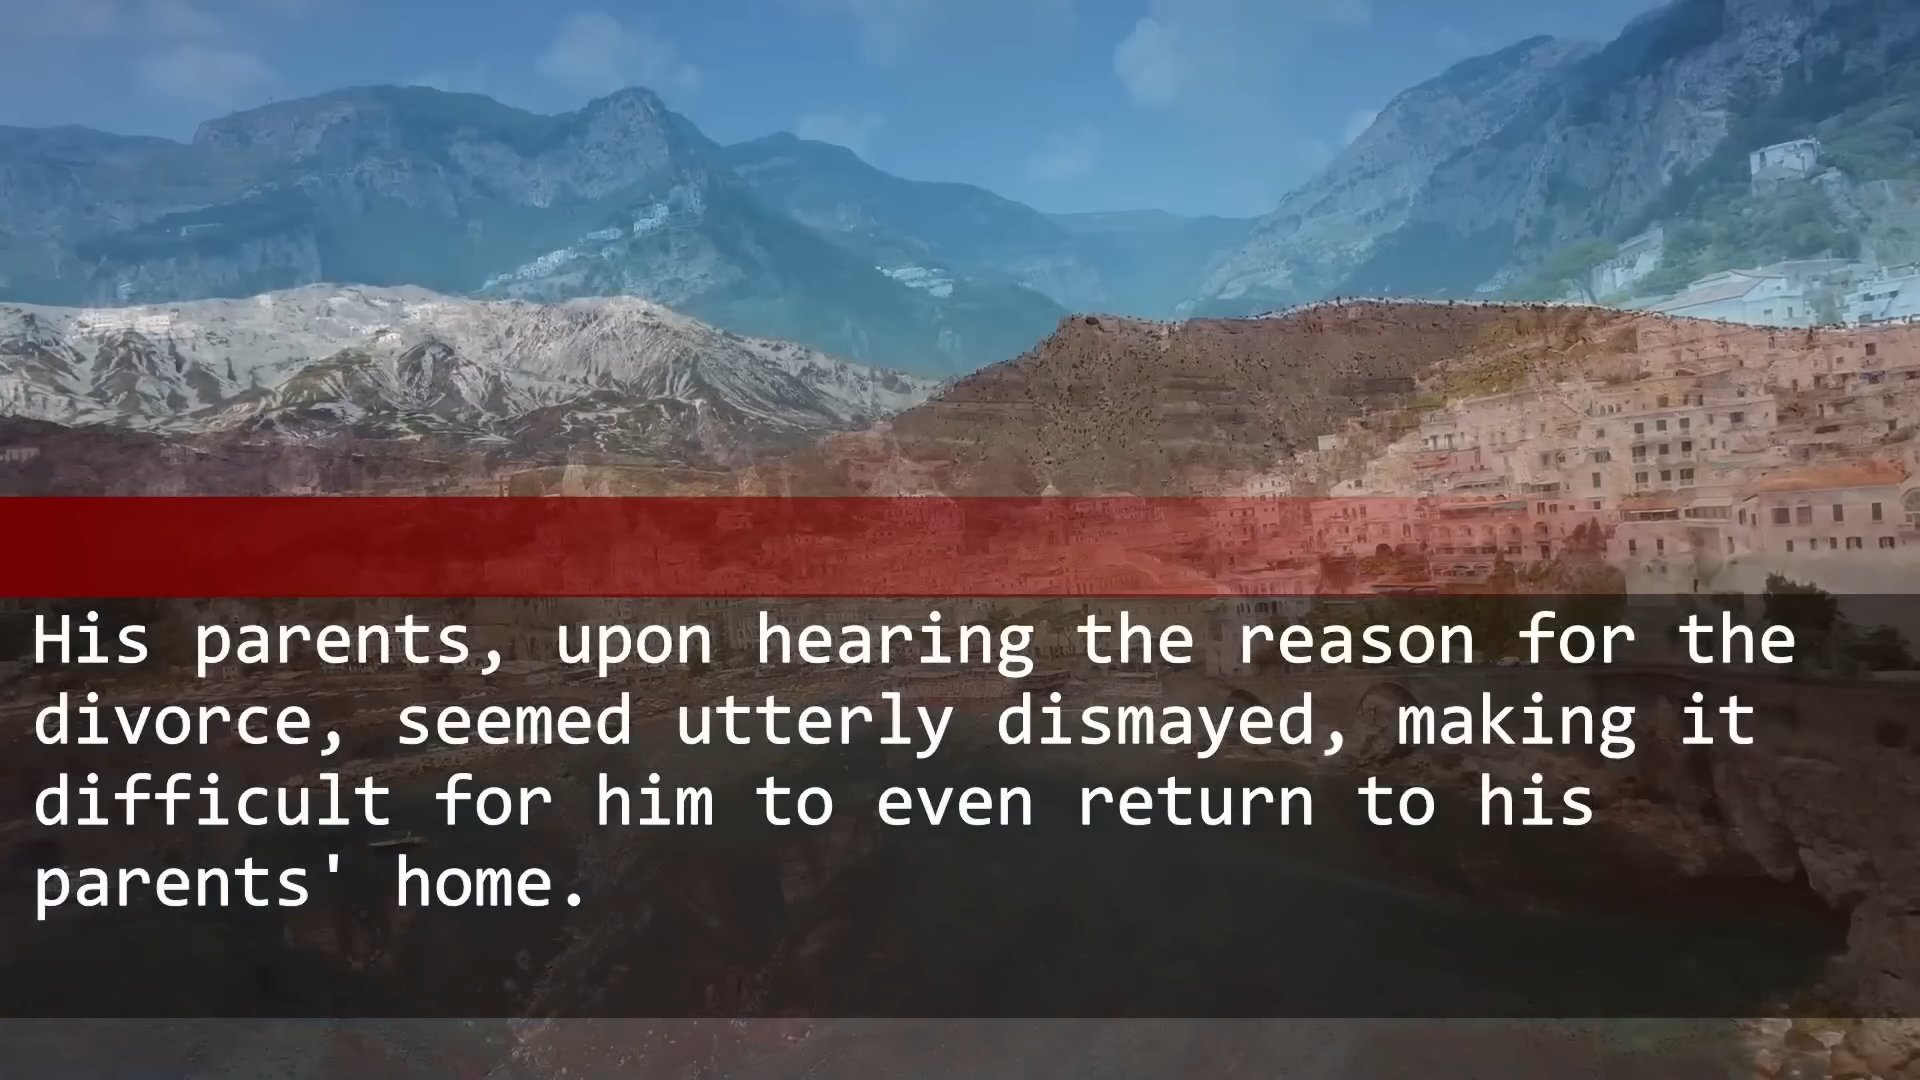 His parents, upon hearing the reason for the
divorce, seemed utterly dismayed, making it
difficult for him to even return to his
parents' home.